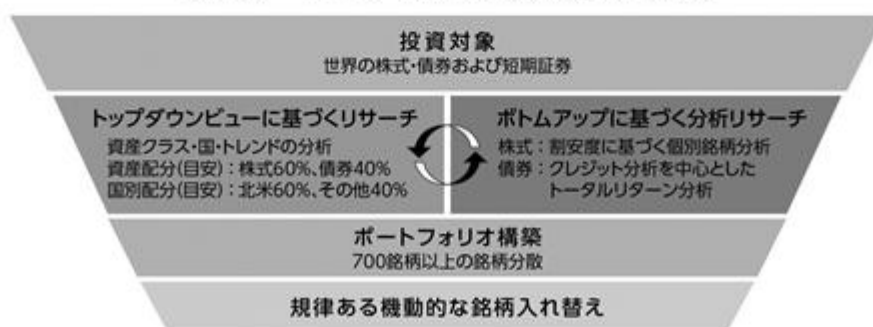 投資対象
世界の株式・債券および短期証券
トップダウンビューに基づくリサーチ
資産クラス・国・トレンドの分析
資産配分(目安)：株式60%、債券40%
国別配分(目安)：北米60%、その他40%
ボトムアップに基づく分析リサーチ
株式：割安度に基づく個別銘柄分析
債券：クレジット分析を中心とした
トータルリターン分析
ポートフォリオ構築
700銘柄以上の銘柄分散
規律ある機動的な銘柄入れ替え